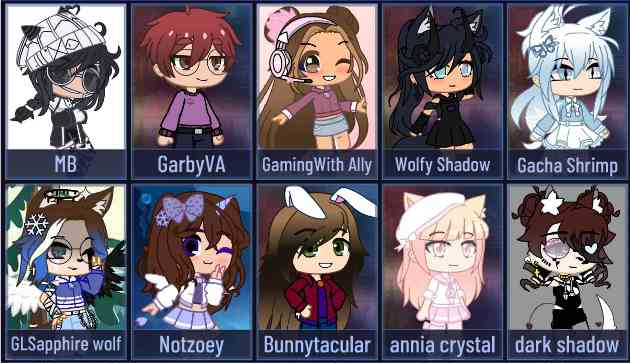 MB
GarbyVA
GamingWith Ally
Wolfy Shadow
Gacha Shrimp
GLSapphire wolf
Notzoey
Bunnytacular
annia crystal
dark shadow